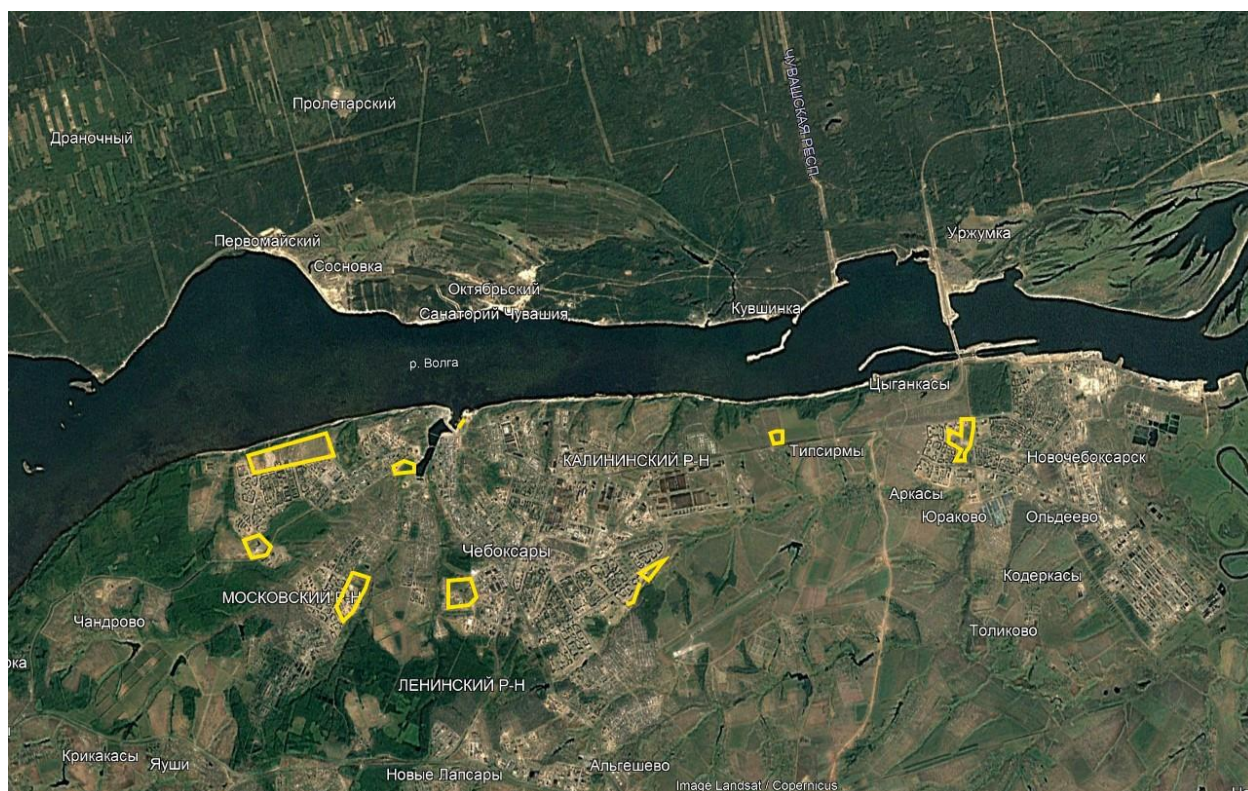 Пролетарский
Драночный
ЧУВАШСКАЯ РЕСП
Уржумка
Первомайский
Сосновка
Октябрьский
Санаторий Чувашия
Кувшинка
р. Волга
Цыганкасы
КАЛИНИНСКИЙ Р-Н
Типсирмы
Новочебоксарск
Аркасы
Юраково
Ольдеево
Чебоксары
Кодеркасы
МОСКОВСКИЙ Р-Н
Чандрово
Толиково
ЛЕНИНСКИЙ Р-Н
Крикакасы
Яуши
Новые Лапсары
Альгешево
Image Landsat / Copernicus